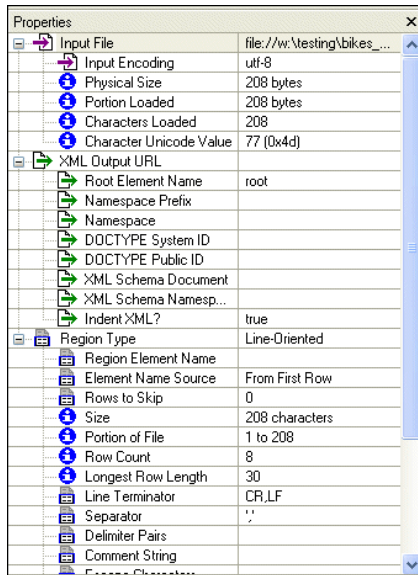 Properties
Input File file://w:\testing\bikes_...
Input Encoding utf-8
Physical Size 208 bytes
Portion Loaded 208 bytes
Characters Loaded 208
Character Unicode Value 77 (0x4d)
XML Output URL
Root Element Name root
Namespace Prefix
Namespace
DOCTYPE System ID
DOCTYPE Public ID
XML Schema Document
XML Schema Namesp...
Indent XML? true
Region Type Line-Oriented
Region Element Name
Element Name Source From First Row
Rows to Skip 0
Size 208 characters
Portion of File 1 to 208
Row Count 8
Longest Row Length 30
Line Terminator CR,LF
Separator ','
Delimiter Pairs
Comment String
Escape Characters